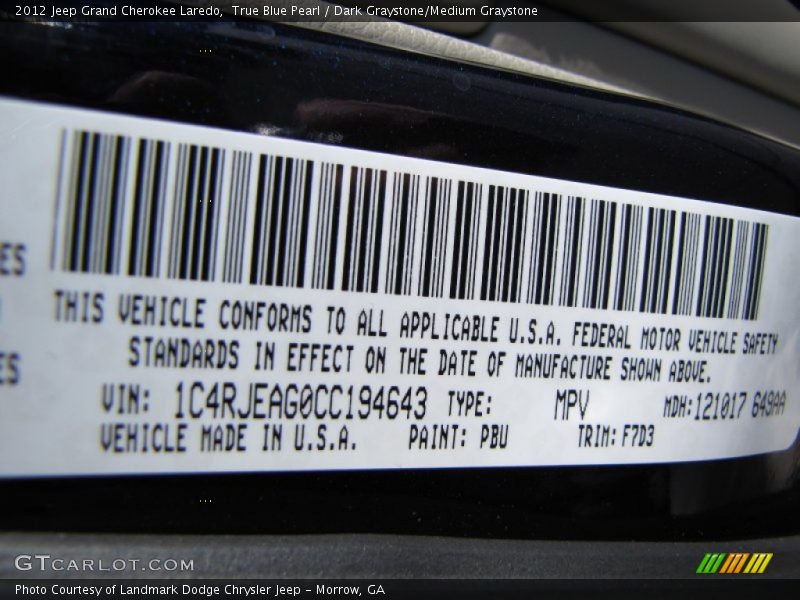 2012 Jeep Grand Cherokee Laredo,  True Blue Pearl / Dark Graystone/Medium Graystone
ES
ES
THIS VEHICLE CONFORMS TO ALL APPLICABLE U.S.A. FEDERAL MOTOR VEHICLE SAFETY
STANDARDS IN EFFECT ON THE DATE OF MANUFACTURE SHOWN ABOVE.
VIN: 1C4RJEAG0CC194643 TYPE: MPV MDH:121017 649AA
VEHICLE MADE IN U.S.A. PAINT: PBU TRIM: F7D3
GTCARLOT.COM
Photo Courtesy of Landmark Dodge Chrysler Jeep - Morrow, GA